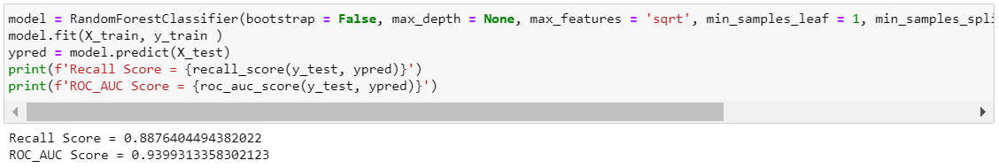 model = RandomForestClassifier(bootstrap = False, max_depth = None, max_features = 'sqrt', min_samples_leaf = 1, min_samples_spli
model.fit(X_train, y_train )
ypred = model.predict(X_test)
print(f'Recall Score = {recall_score(y_test, ypred)}')
print(f'ROC_AUC Score = {roc_auc_score(y_test, ypred)}')
Recall Score = 0.8876404494382022
ROC_AUC Score = 0.9399313358302123